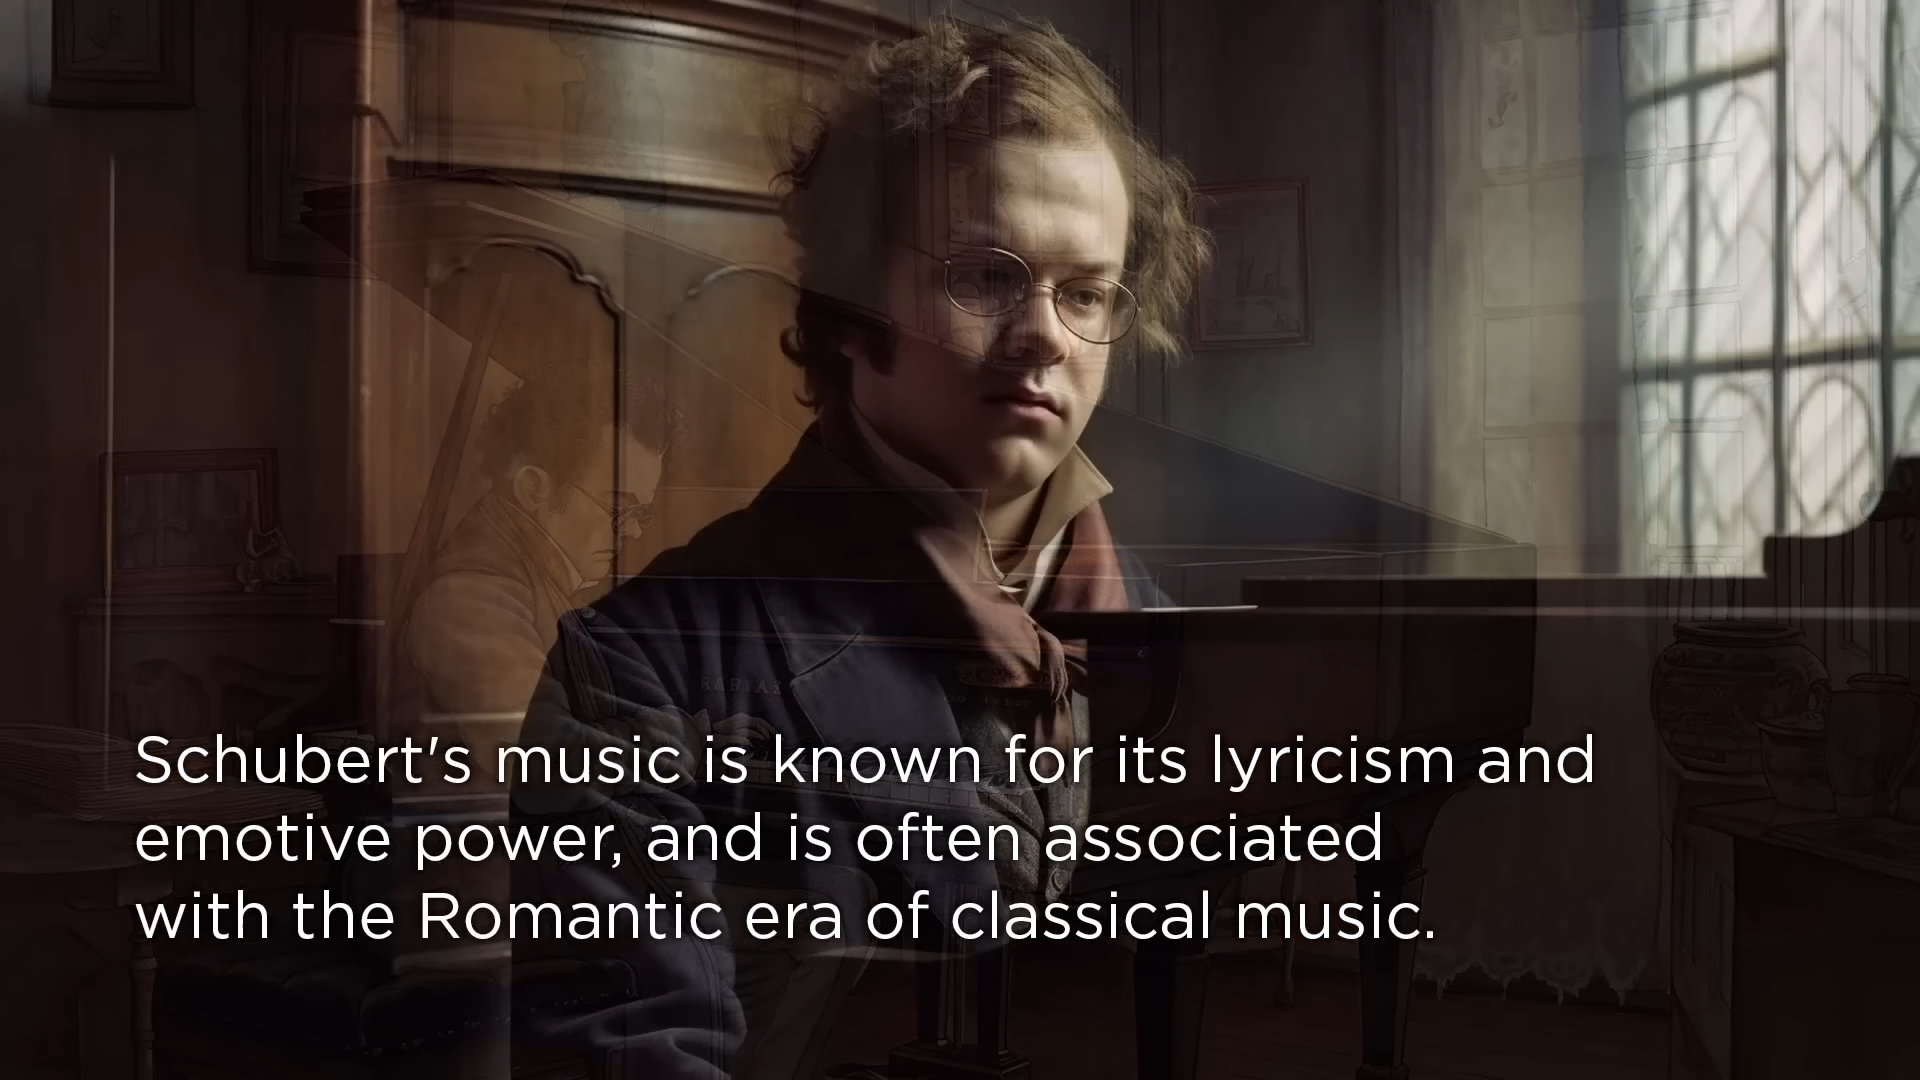 Schubert's music is known for its lyricism and
emotive power, and is often associated
with the Romantic era of classical music.